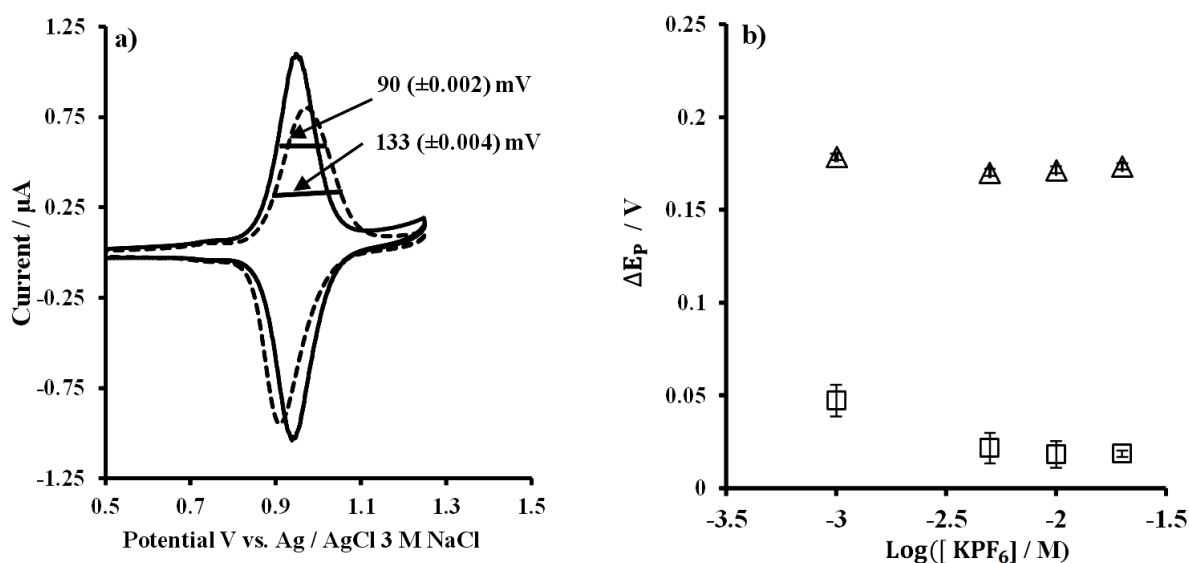 a)
1.25
0.75
0.25
-0.25
-0.75
-1.25
Current / µA
90 (±0.002) mV
133 (±0.004) mV
0.5 0.7 0.9 1.1 1.3 1.5
Potential V vs. Ag / AgCl 3 M NaCl
b)
0.25
0.2
0.15
0.1
0.05
0
ΔEP / V
-3.5 -3 -2.5 -2 -1.5
Log([ KPF6] / M)